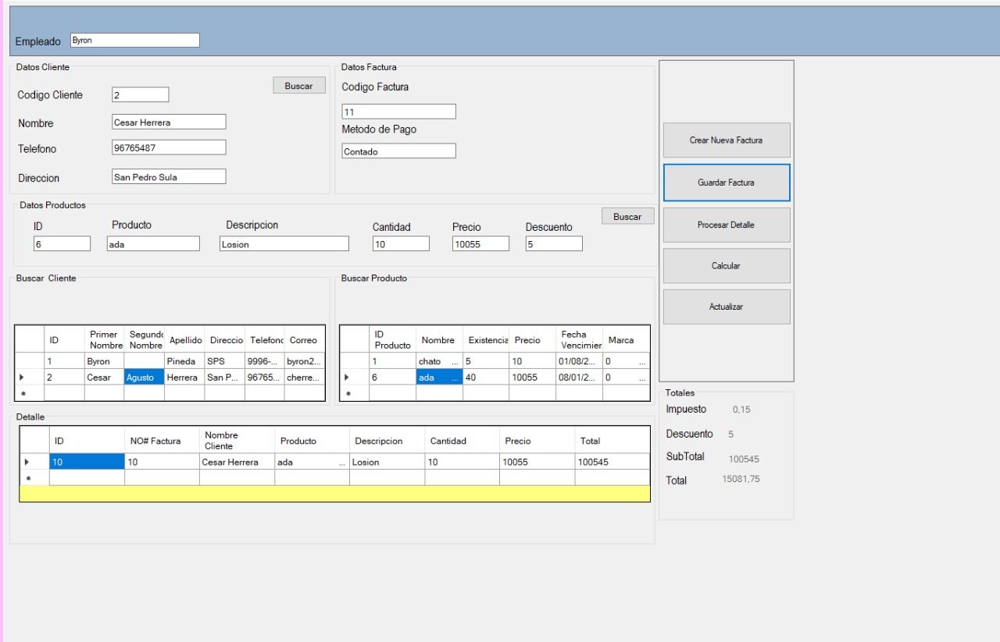 Empleado Byron
Datos Cliente
Buscar
Codigo Cliente 2
Nombre Cesar Herrera
Telefono 96765487
Direccion San Pedro Sula
Datos Factura
Codigo Factura
11
Metodo de Pago
Contado
Crear Nueva Factura
Guardar Factura
Procesar Detalle
Calcular
Actualizar
Datos Productos
Buscar
ID Producto Descripcion Cantidad Precio Descuento
6 ada Losion 10 10055 5
Buscar Cliente
ID Primer Nombre Segundo Nombre Apellido Direccio Telefono Correo
1 Byron Pineda SPS 9996-... byron2...
2 Cesar Agusto Herrera San P... 96765... cherre...
Buscar Producto
ID Producto Nombre Existencia Precio Fecha Vencimier Marca
1 chato ... 5 10 01/08/2... 0 ...
6 ada ... 40 10055 08/01/2... 0 ...
Detalle
ID NO# Factura Nombre Cliente Producto Descripcion Cantidad Precio Total
10 10 Cesar Herrera ada ... Losion 10 10055 100545
Totales
Impuesto 0,15
Descuento 5
SubTotal 100545
Total 15081,75